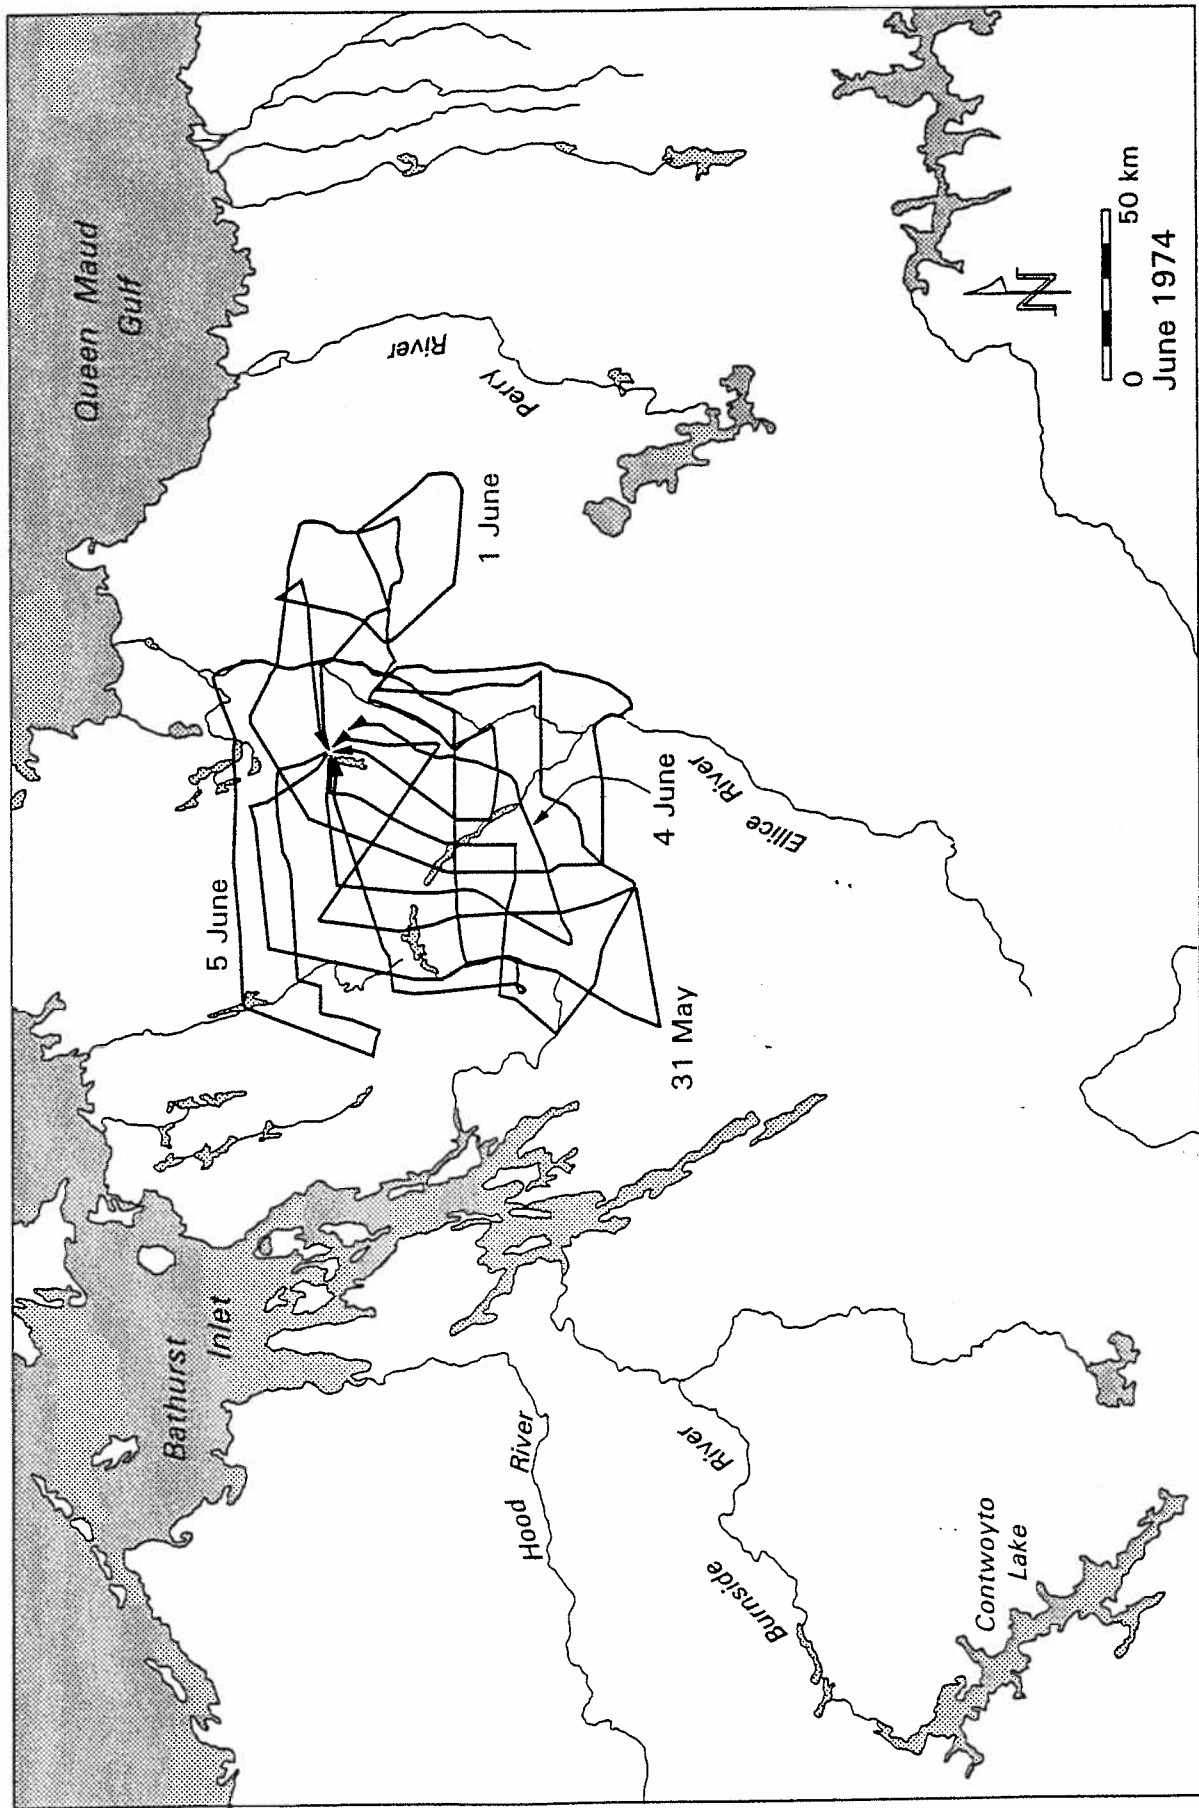 Queen Maud
Gulf
Bathurst
Inlet
Perry
River
1 June
5 June
4 June
31 May
Ellice River
Hood River
Burnside
River
Contwoyto
Lake
N
0 50 km
June 1974